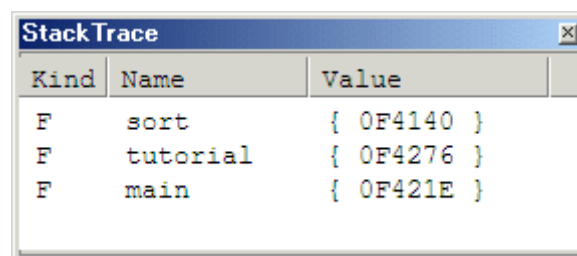 StackTrace
Kind Name Value
F sort { 0F4140 }
F tutorial { 0F4276 }
F main { 0F421E }